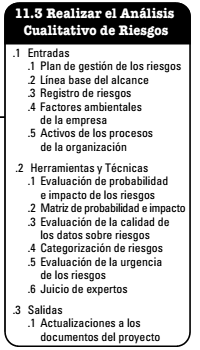 11.3 Realizar el Análisis
Cualitativo de Riesgos
.1 Entradas
.1 Plan de gestión de los riesgos
.2 Línea base del alcance
.3 Registro de riesgos
.4 Factores ambientales
de la empresa
.5 Activos de los procesos
de la organización
.2 Herramientas y Técnicas
.1 Evaluación de probabilidad
e impacto de los riesgos
.2 Matriz de probabilidad e impacto
.3 Evaluación de la calidad de
los datos sobre riesgos
.4 Categorización de riesgos
.5 Evaluación de la urgencia
de los riesgos
.6 Juicio de expertos
.3 Salidas
.1 Actualizaciones a los
documentos del proyecto